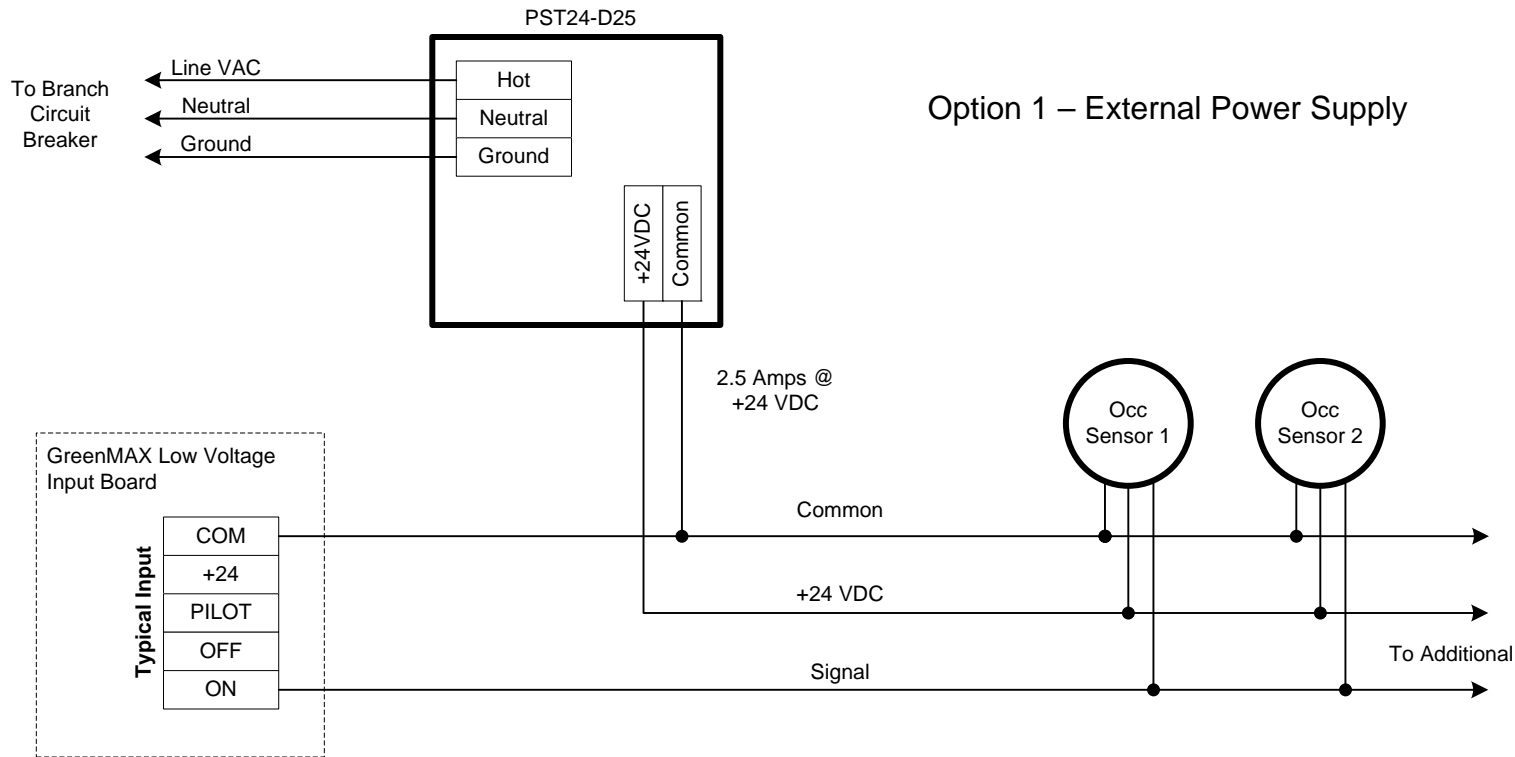 PST24-D25
Line VAC
Hot
To Branch
Circuit
Breaker
Neutral
Neutral
Ground
Ground
Option 1 – External Power Supply
+24VDC
Common
2.5 Amps @
+24 VDC
Occ
Sensor 1
Occ
Sensor 2
GreenMAX Low Voltage
Input Board
Typical Input
COM
+24
PILOT
OFF
ON
Common
+24 VDC
Signal
To Additional